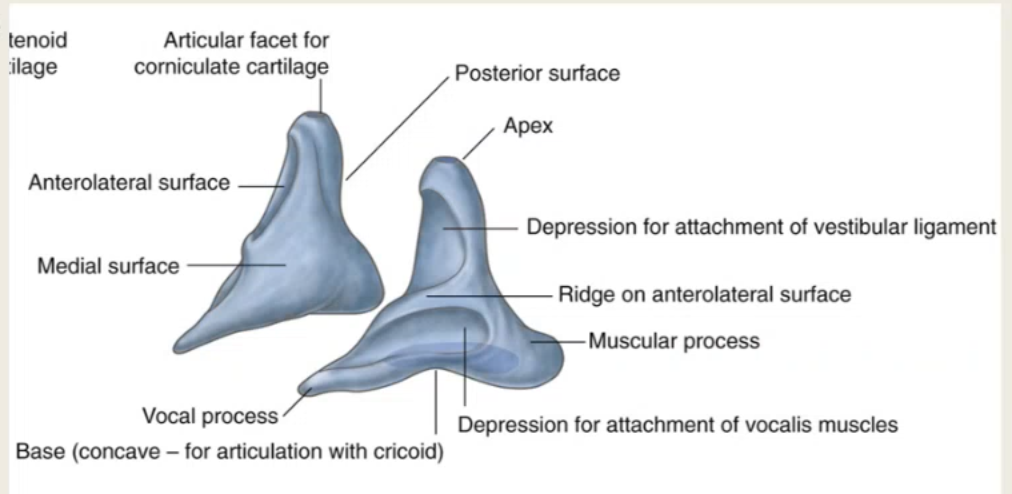 tenoid
ilage
Articular facet for
corniculate cartilage
Posterior surface
Apex
Anterolateral surface
Depression for attachment of vestibular ligament
Medial surface
Ridge on anterolateral surface
Muscular process
Vocal process
Depression for attachment of vocalis muscles
Base (concave – for articulation with cricoid)